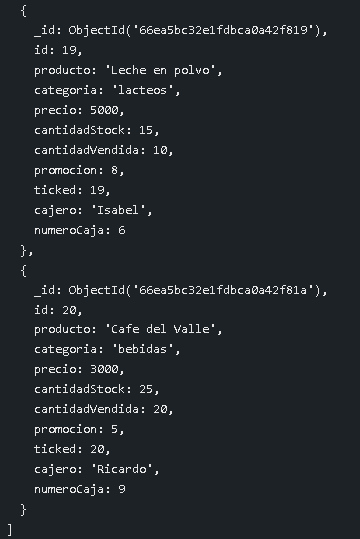 {
_id: ObjectId('66ea5bc32e1fdbca0a42f819'),
id: 19,
producto: 'Leche en polvo',
categoria: 'lacteos',
precio: 5000,
cantidadStock: 15,
cantidadVendida: 10,
promocion: 8,
ticked: 19,
cajero: 'Isabel',
numeroCaja: 6
},
{
_id: ObjectId('66ea5bc32e1fdbca0a42f81a'),
id: 20,
producto: 'Cafe del Valle',
categoria: 'bebidas',
precio: 3000,
cantidadStock: 25,
cantidadVendida: 20,
promocion: 5,
ticked: 20,
cajero: 'Ricardo',
numeroCaja: 9
}
]